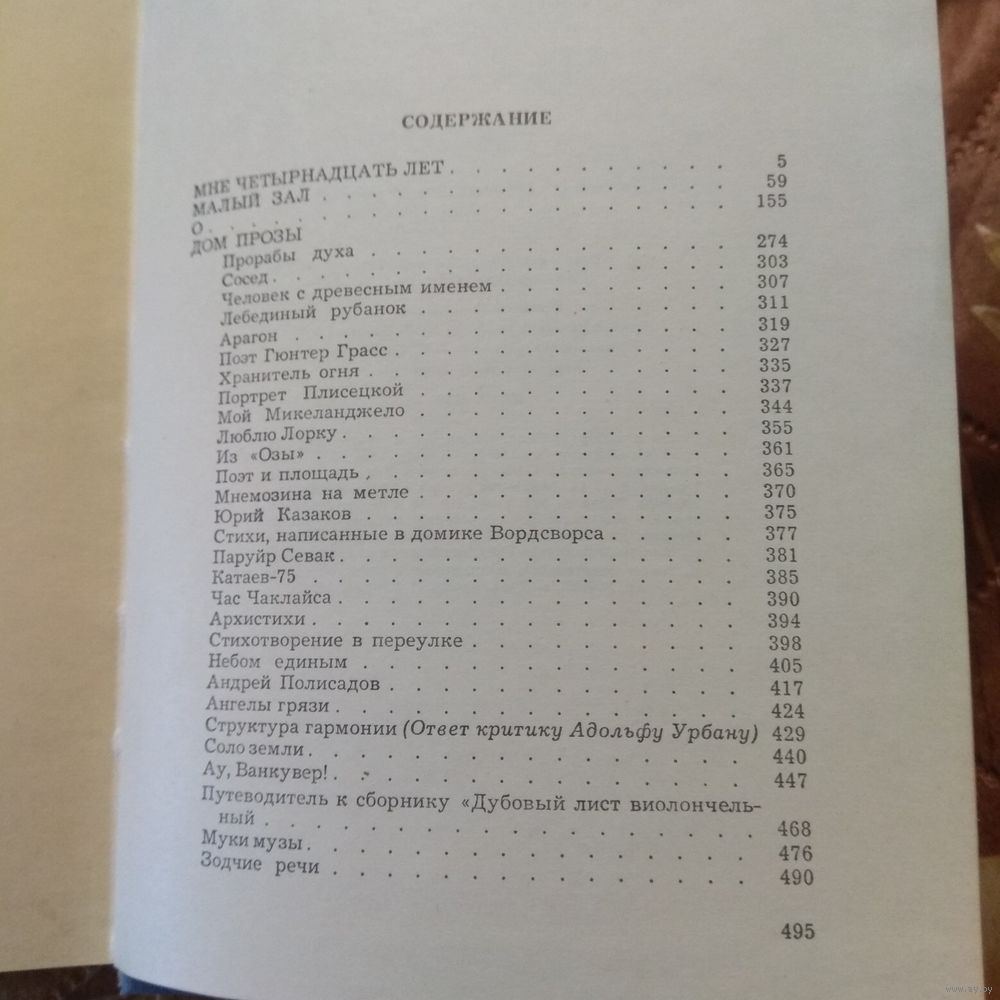 СОДЕРЖАНИЕ
МНЕ ЧЕТЫРНАДЦАТЬ ЛЕТ . . . . . . . . . . . 5
МАЛЫЙ ЗАЛ . . . . . . . . . . . . . . 59
О . . . . . . . . . . . . . . . . . . 155
ДОМ ПРОЗЫ
Прорабы духа . . . . . . . . . . . . . 274
Сосед . . . . . . . . . . . . . . . . 303
Человек с древесным именем . . . . . . . . . 307
Лебединый рубанок . . . . . . . . . . . . 311
Арагон . . . . . . . . . . . . . . . . 319
Поэт Гюнтер Грасс . . . . . . . . . . . . 327
Хранитель огня . . . . . . . . . . . . . 335
Портрет Плисецкой . . . . . . . . . . . . 337
Мой Микеланджело . . . . . . . . . . . . 344
Люблю Лорку . . . . . . . . . . . . . . 355
Из «Озы» . . . . . . . . . . . . . . . 361
Поэт и площадь . . . . . . . . . . . . . 365
Мнемозина на метле . . . . . . . . . . . . 370
Юрий Казаков . . . . . . . . . . . . . 375
Стихи, написанные в домике Вордсворса . . . . . 377
Паруйр Севак . . . . . . . . . . . . . . 381
Катаев-75 . . . . . . . . . . . . . . . 385
Час Чаклайса . . . . . . . . . . . . . . 390
Архистихи . . . . . . . . . . . . . . . 394
Стихотворение в переулке . . . . . . . . . . 398
Небом единым . . . . . . . . . . . . . 405
Андрей Полисадов . . . . . . . . . . . . 417
Ангелы грязи . . . . . . . . . . . . . . 424
Структура гармонии (Ответ критику Адольфу Урбану) 429
Соло земли . . . . . . . . . . . . . . . 440
Ау, Ванкувер! . . . . . . . . . . . . . . 447
Путеводитель к сборнику «Дубовый лист виолончель-
ный . . . . . . . . . . . . . . . . . 468
Муки музы . . . . . . . . . . . . . . . 476
Зодчие речи . . . . . . . . . . . . . . 490
495
www.ay.by